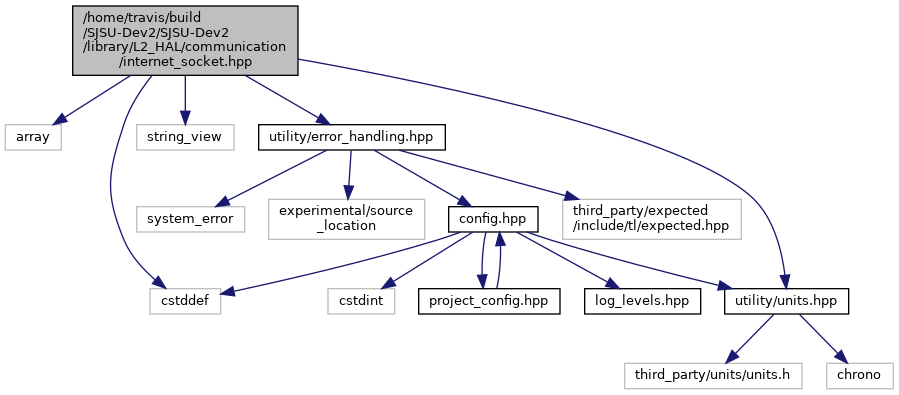 /home/travis/build
/SJSU-Dev2/SJSU-Dev2
/library/L2_HAL/communication
/internet_socket.hpp
array
string_view
utility/error_handling.hpp
system_error
experimental/source
_location
config.hpp
third_party/expected
/include/tl/expected.hpp
cstddef
cstdint
project_config.hpp
log_levels.hpp
utility/units.hpp
third_party/units/units.h
chrono